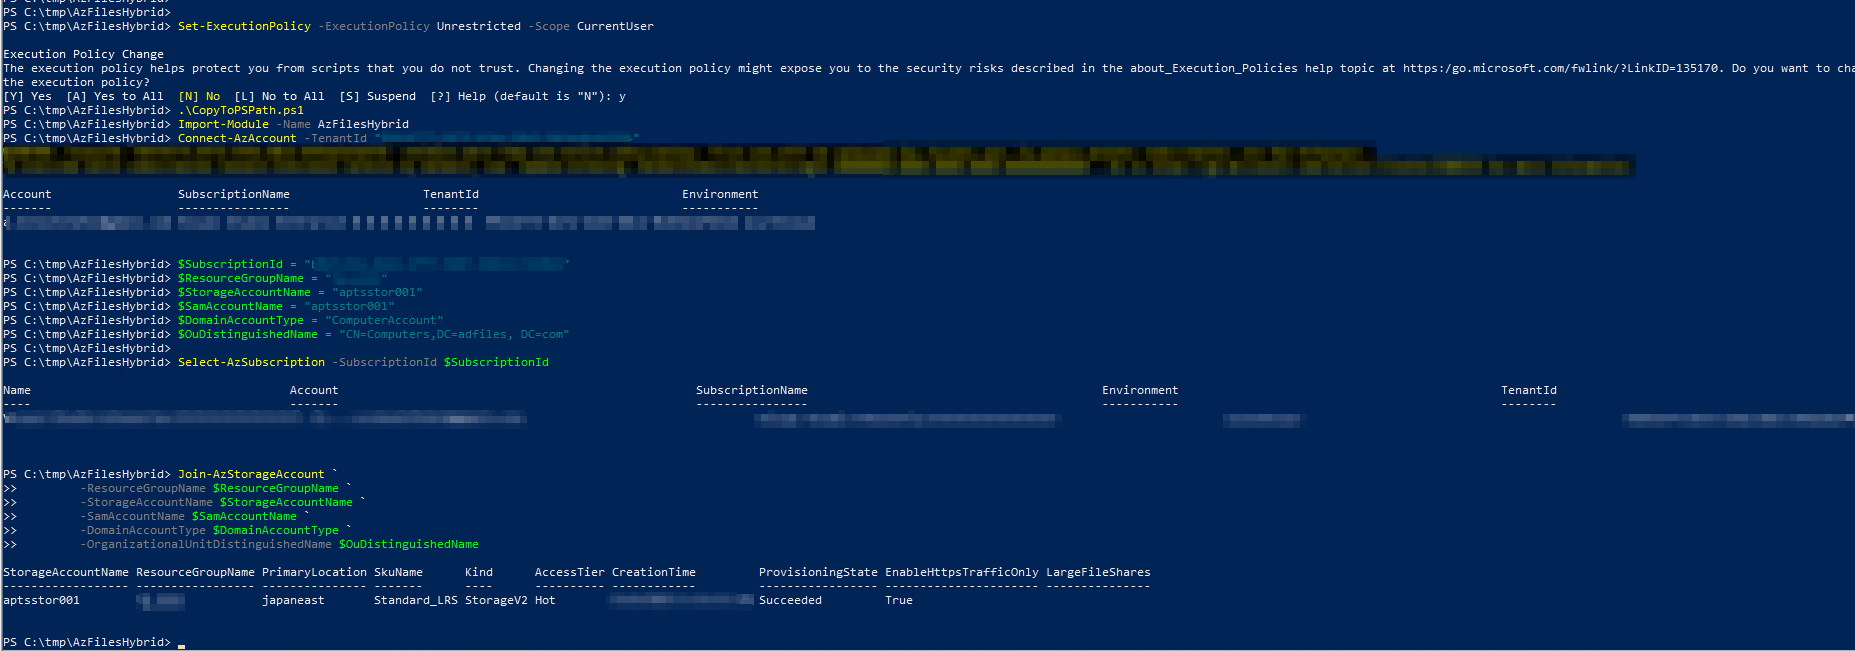 PS C:\tmp\AzFilesHybrid>
PS C:\tmp\AzFilesHybrid> Set-ExecutionPolicy -ExecutionPolicy Unrestricted -Scope CurrentUser
Execution Policy Change
The execution policy helps protect you from scripts that you do not trust. Changing the execution policy might expose you to the security risks described in the about_Execution_Policies help topic at https:/go.microsoft.com/fwlink/?LinkID=135170. Do you want to cha
the execution policy?
[Y] Yes  [A] Yes to All  [N] No  [L] No to All  [S] Suspend  [?] Help (default is "N"): y
PS C:\tmp\AzFilesHybrid> .\CopyToPSPath.ps1
PS C:\tmp\AzFilesHybrid> Import-Module -Name AzFilesHybrid
PS C:\tmp\AzFilesHybrid> Connect-AzAccount -TenantId "                                    "
Account SubscriptionName TenantId Environment
------- ---------------- -------- -----------
PS C:\tmp\AzFilesHybrid> $SubscriptionId = "                                    "
PS C:\tmp\AzFilesHybrid> $ResourceGroupName = "       "
PS C:\tmp\AzFilesHybrid> $StorageAccountName = "aptsstor001"
PS C:\tmp\AzFilesHybrid> $SamAccountName = "aptsstor001"
PS C:\tmp\AzFilesHybrid> $DomainAccountType = "ComputerAccount"
PS C:\tmp\AzFilesHybrid> $OuDistinguishedName = "CN=Computers,DC=adfiles, DC=com"
PS C:\tmp\AzFilesHybrid>
PS C:\tmp\AzFilesHybrid> Select-AzSubscription -SubscriptionId $SubscriptionId
Name Account SubscriptionName Environment TenantId
---- ------- ---------------- ----------- --------
PS C:\tmp\AzFilesHybrid> Join-AzStorageAccount `
>>         -ResourceGroupName $ResourceGroupName `
>>         -StorageAccountName $StorageAccountName `
>>         -SamAccountName $SamAccountName `
>>         -DomainAccountType $DomainAccountType `
>>         -OrganizationalUnitDistinguishedName $OuDistinguishedName
StorageAccountName ResourceGroupName PrimaryLocation SkuName Kind AccessTier CreationTime ProvisioningState EnableHttpsTrafficOnly LargeFileShares
------------------ ----------------- --------------- ------- ---- ---------- ------------ ----------------- ---------------------- ---------------
aptsstor001 japaneast Standard_LRS StorageV2 Hot Succeeded True
PS C:\tmp\AzFilesHybrid>